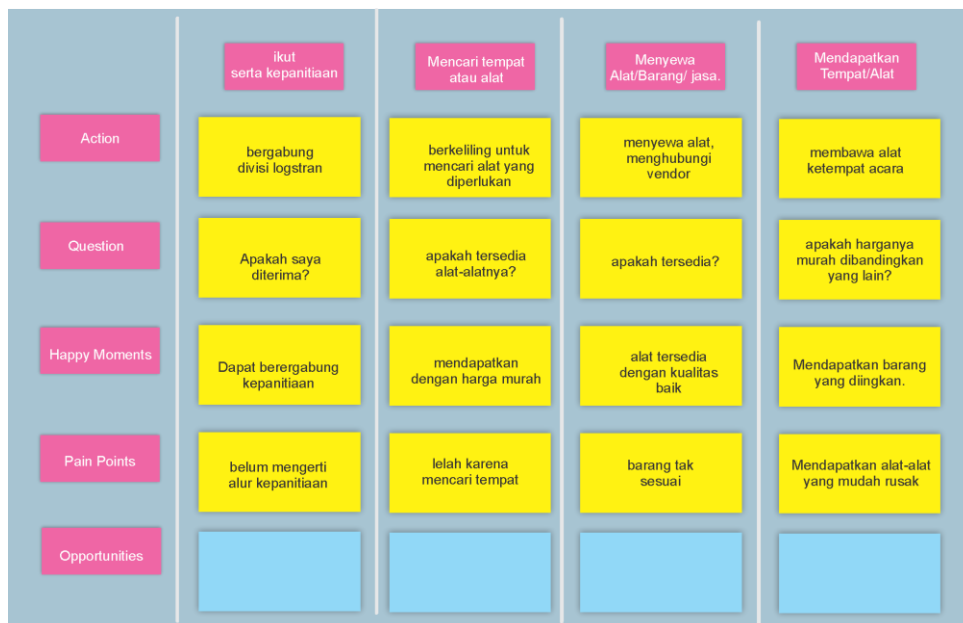 ikut
serta kepanitiaan
Mencari tempat
atau alat
Menyewa
Alat/Barang/ jasa.
Mendapatkan
Tempat/Alat
Action
bergabung
divisi logstran
berkeliling untuk
mencari alat yang
diperlukan
menyewa alat,
menghubungi
vendor
membawa alat
ketempat acara
Question
Apakah saya
diterima?
apakah tersedia
alat-alatnya?
apakah tersedia?
apakah harganya
murah dibandingkan
yang lain?
Happy Moments
Dapat berergabung
kepanitiaan
mendapatkan
dengan harga murah
alat tersedia
dengan kualitas
baik
Mendapatkan barang
yang diingkan.
Pain Points
belum mengerti
alur kepanitiaan
lelah karena
mencari tempat
barang tak
sesuai
Mendapatkan alat-alat
yang mudah rusak
Opportunities